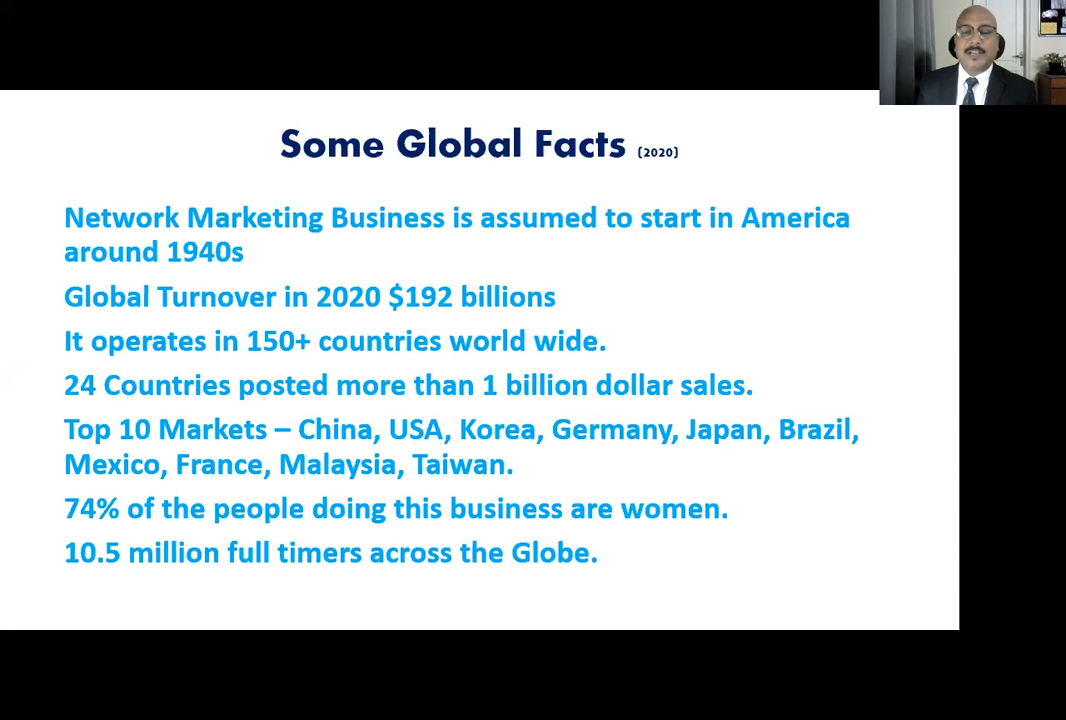 Some Global Facts (2020)
Network Marketing Business is assumed to start in America
around 1940s
Global Turnover in 2020 $192 billions
It operates in 150+ countries world wide.
24 Countries posted more than 1 billion dollar sales.
Top 10 Markets – China, USA, Korea, Germany, Japan, Brazil,
Mexico, France, Malaysia, Taiwan.
74% of the people doing this business are women.
10.5 million full timers across the Globe.